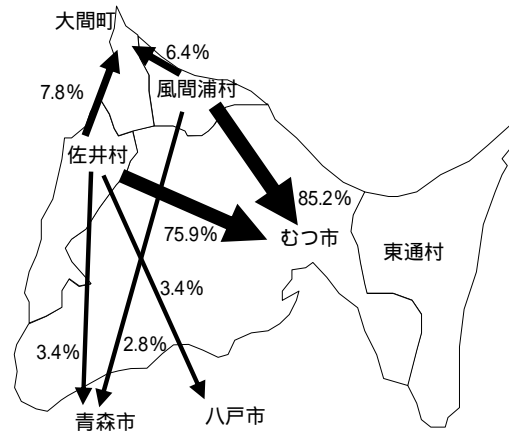 大間町
6.4%
7.8%
風間浦村
佐井村
85.2%
75.9%
むつ市
東通村
3.4%
3.4%
2.8%
青森市
八戸市